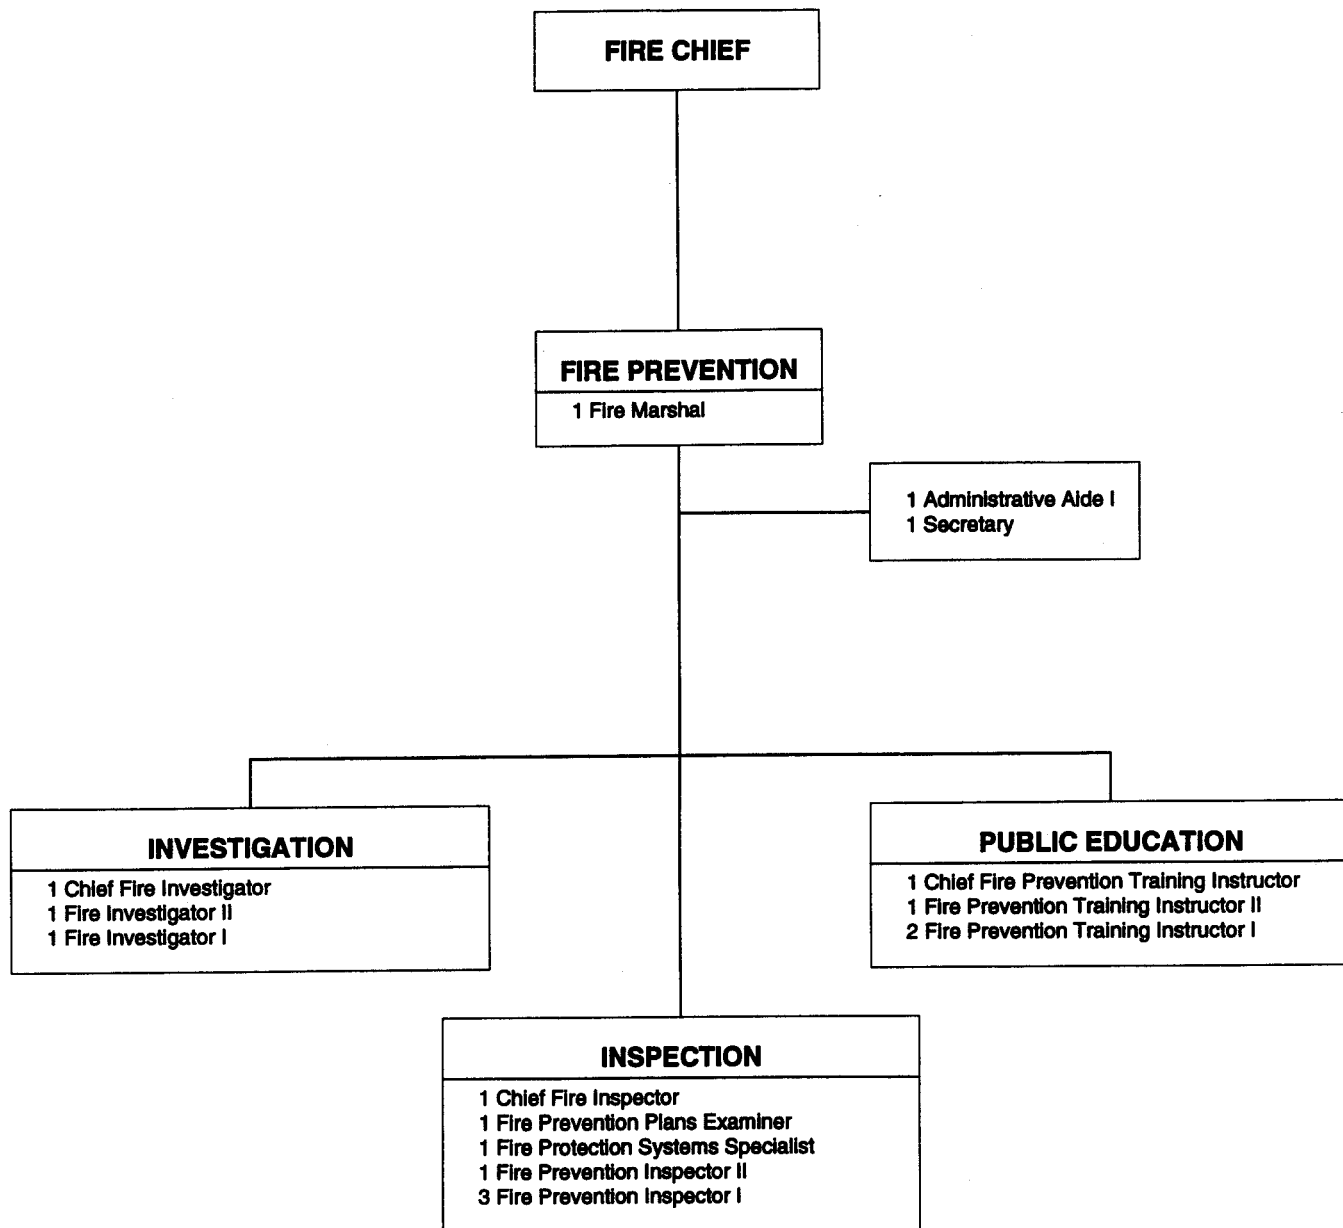 FIRE CHIEF
FIRE PREVENTION
1 Fire Marshal
1 Administrative Aide I
1 Secretary
INVESTIGATION
1 Chief Fire Investigator
1 Fire Investigator II
1 Fire Investigator I
PUBLIC EDUCATION
1 Chief Fire Prevention Training Instructor
1 Fire Prevention Training Instructor II
2 Fire Prevention Training Instructor I
INSPECTION
1 Chief Fire Inspector
1 Fire Prevention Plans Examiner
1 Fire Protection Systems Specialist
1 Fire Prevention Inspector II
3 Fire Prevention Inspector I